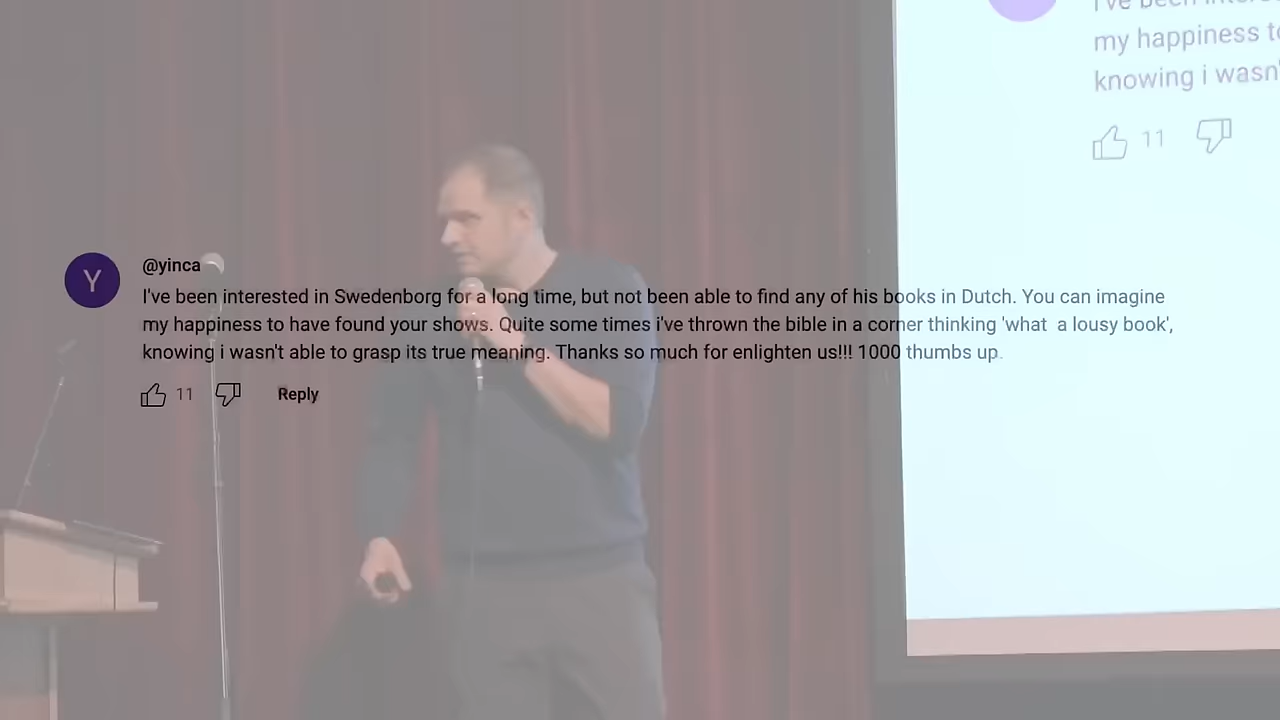 I've been interes
my happiness to
knowing i wasn'
11
Y
@yinca
I've been interested in Swedenborg for a long time, but not been able to find any of his books in Dutch. You can imagine
my happiness to have found your shows. Quite some times i've thrown the bible in a corner thinking 'what  a lousy book',
knowing i wasn't able to grasp its true meaning. Thanks so much for enlighten us!!! 1000 thumbs up.
11
Reply